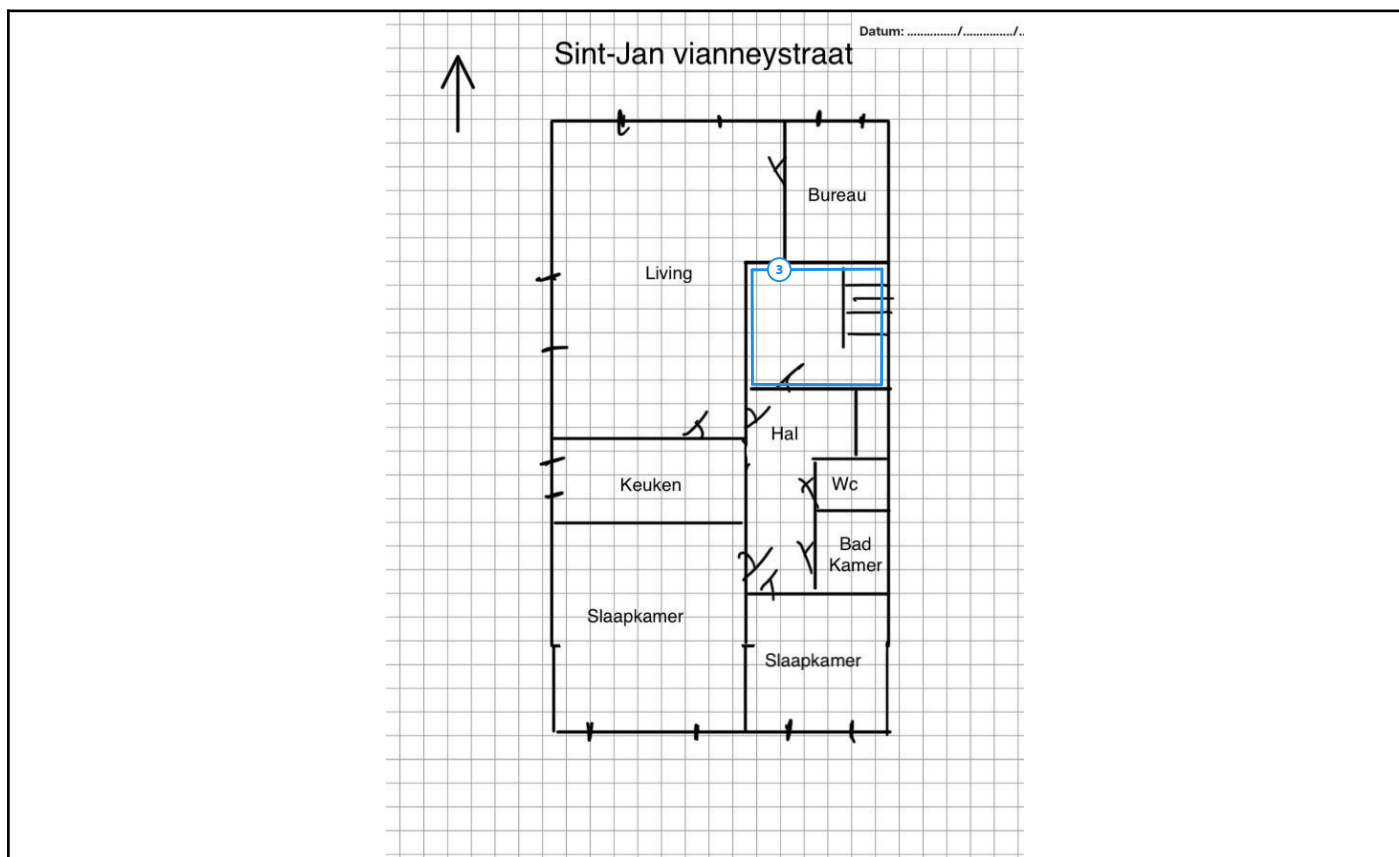 Datum: .............../.............../..
Sint-Jan vianneystraat
Bureau
Living
3
Hal
Keuken
Wc
Bad
Kamer
Slaapkamer
Slaapkamer